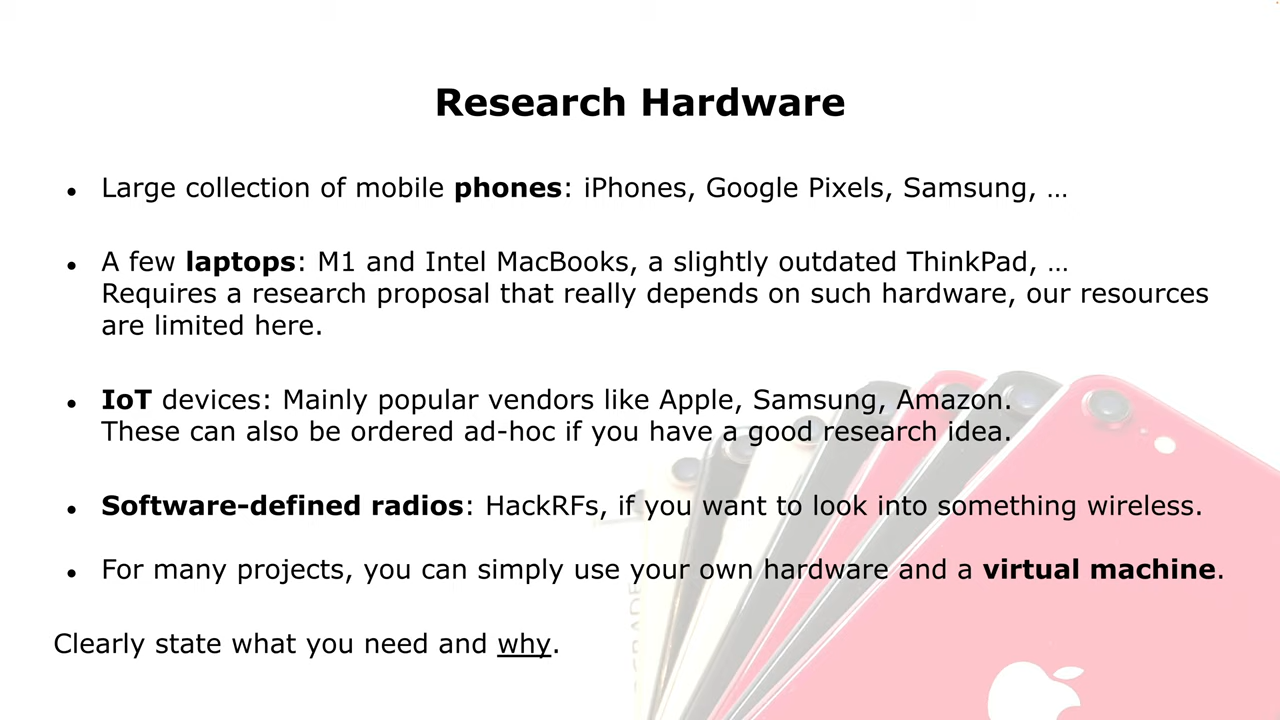 Research Hardware
● Large collection of mobile phones: iPhones, Google Pixels, Samsung, …
● A few laptops: M1 and Intel MacBooks, a slightly outdated ThinkPad, …
Requires a research proposal that really depends on such hardware, our resources
are limited here.
● IoT devices: Mainly popular vendors like Apple, Samsung, Amazon.
These can also be ordered ad-hoc if you have a good research idea.
● Software-defined radios: HackRFs, if you want to look into something wireless.
● For many projects, you can simply use your own hardware and a virtual machine.
Clearly state what you need and why.